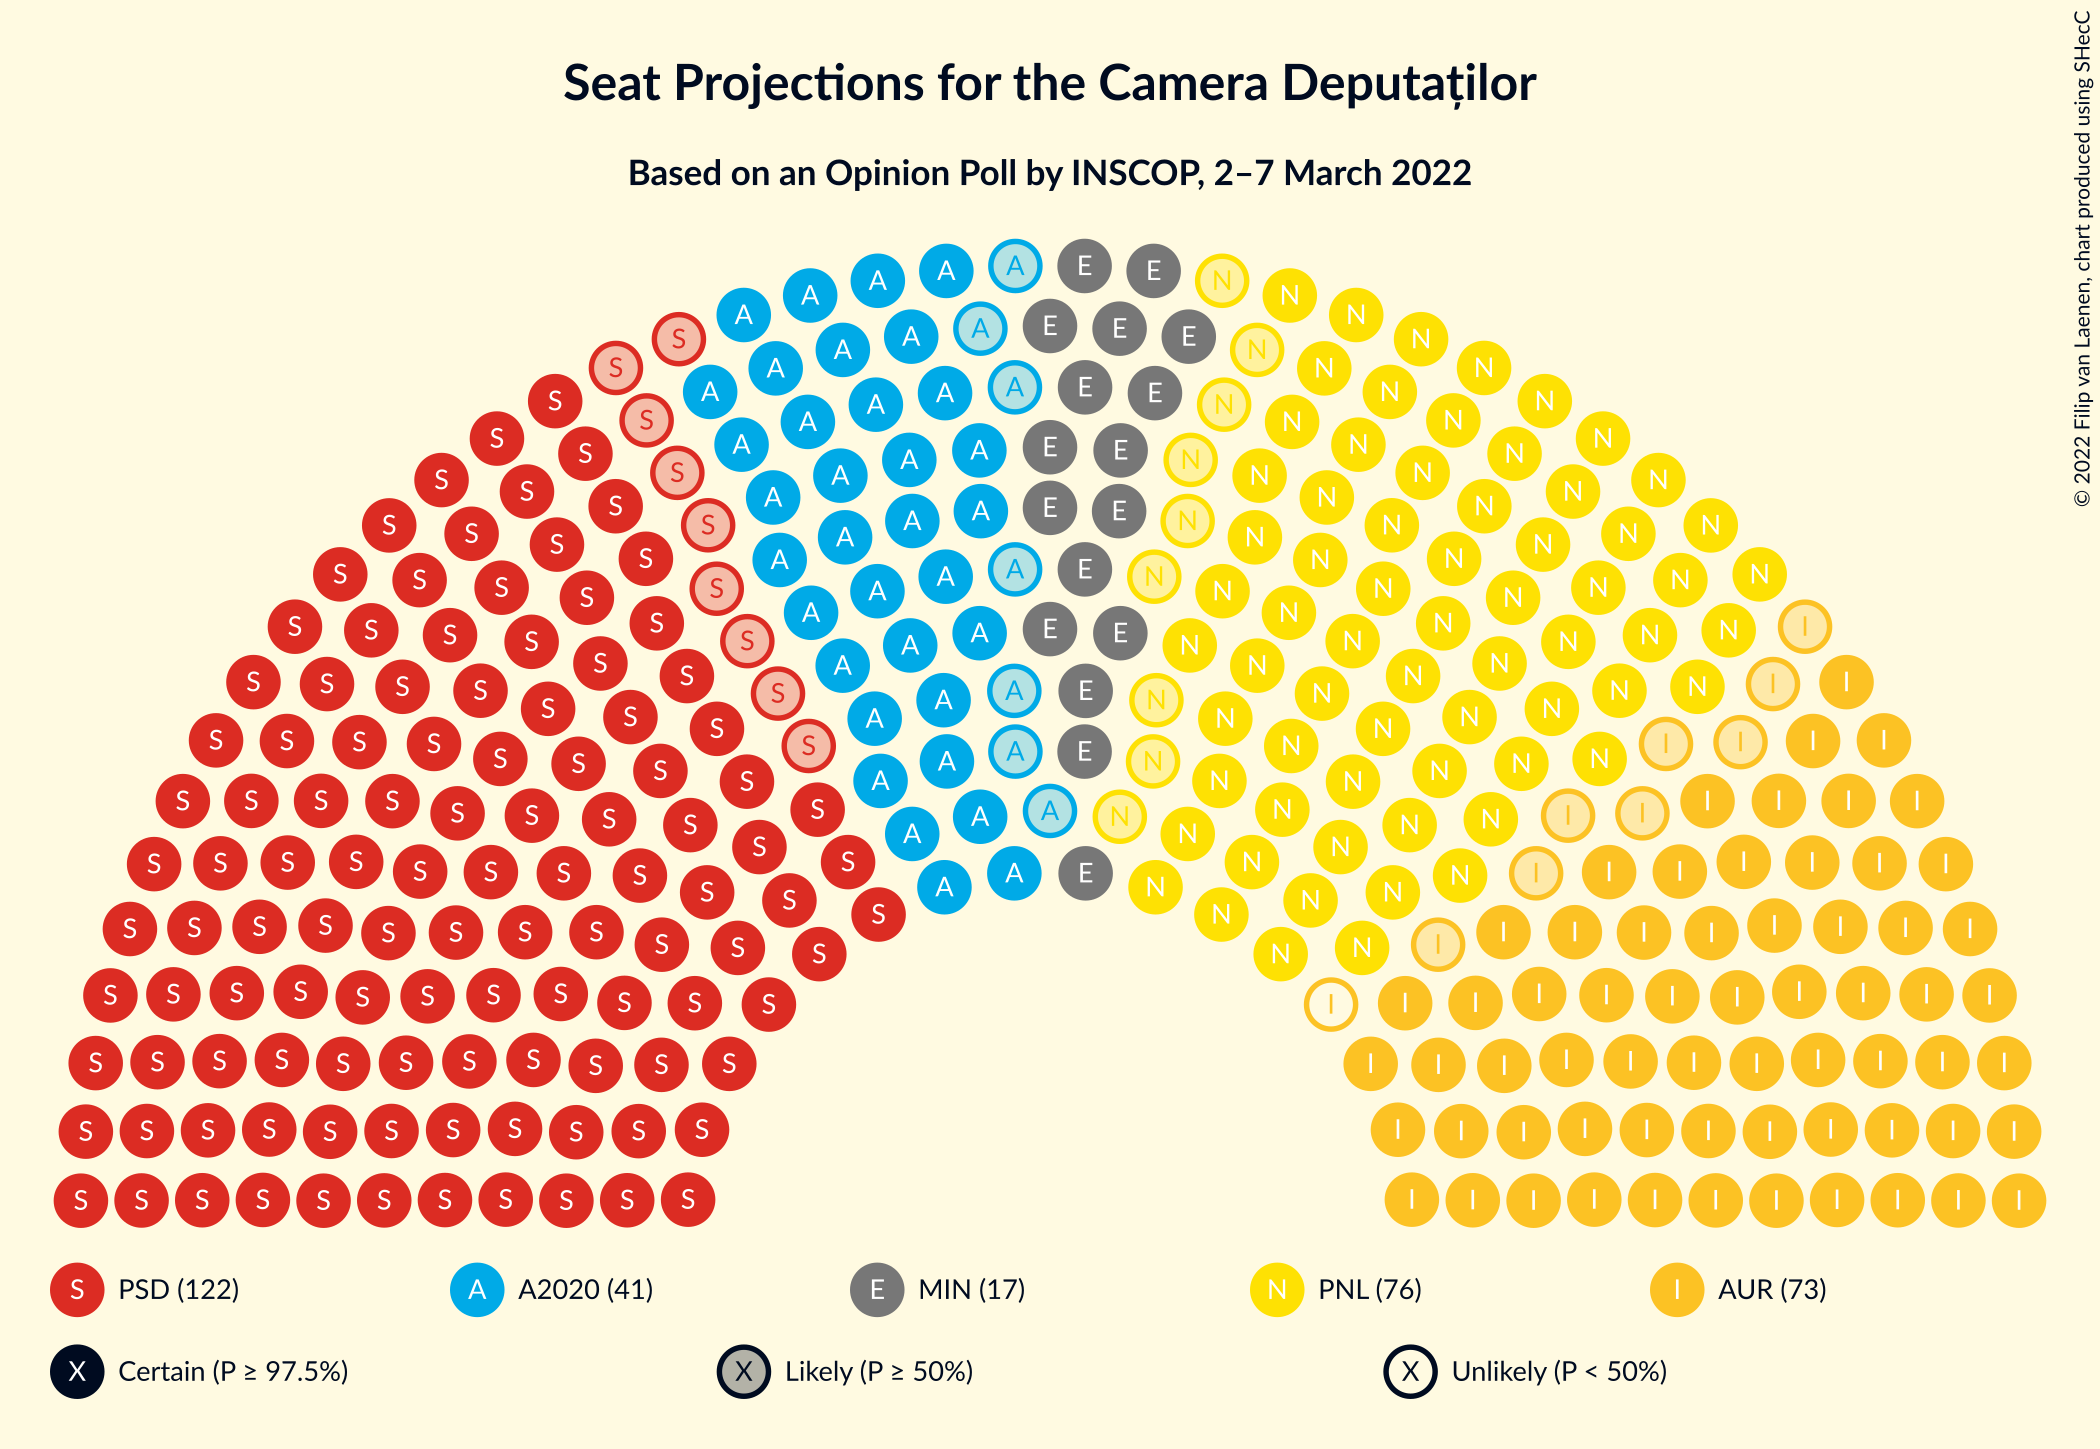 Seat Projections for the Camera Deputaților
Based on an Opinion Poll by INSCOP, 2–7 March 2022
© 2022 Filip van Laenen, chart produced using SHecC
S PSD (122)
A A2020 (41)
E MIN (17)
N PNL (76)
I AUR (73)
X Certain (P ≥ 97.5%)
X Likely (P ≥ 50%)
X Unlikely (P < 50%)